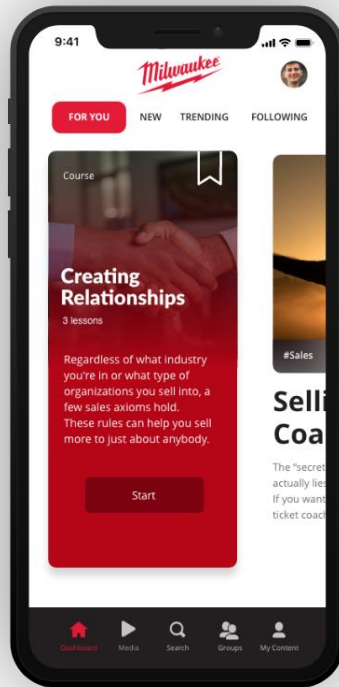 9:41
Milwaukee
FOR YOU NEW TRENDING FOLLOWING
Course
Creating
Relationships
3 lessons
Regardless of what industry
you're in or what type of
organizations you sell into, a
few sales axioms hold.
These rules can help you sell
more to just about anybody.
Start
#Sales
Selli
Coa
The "secret
actually lies
If you want
ticket coach
Dashboard Media Search Groups My Content